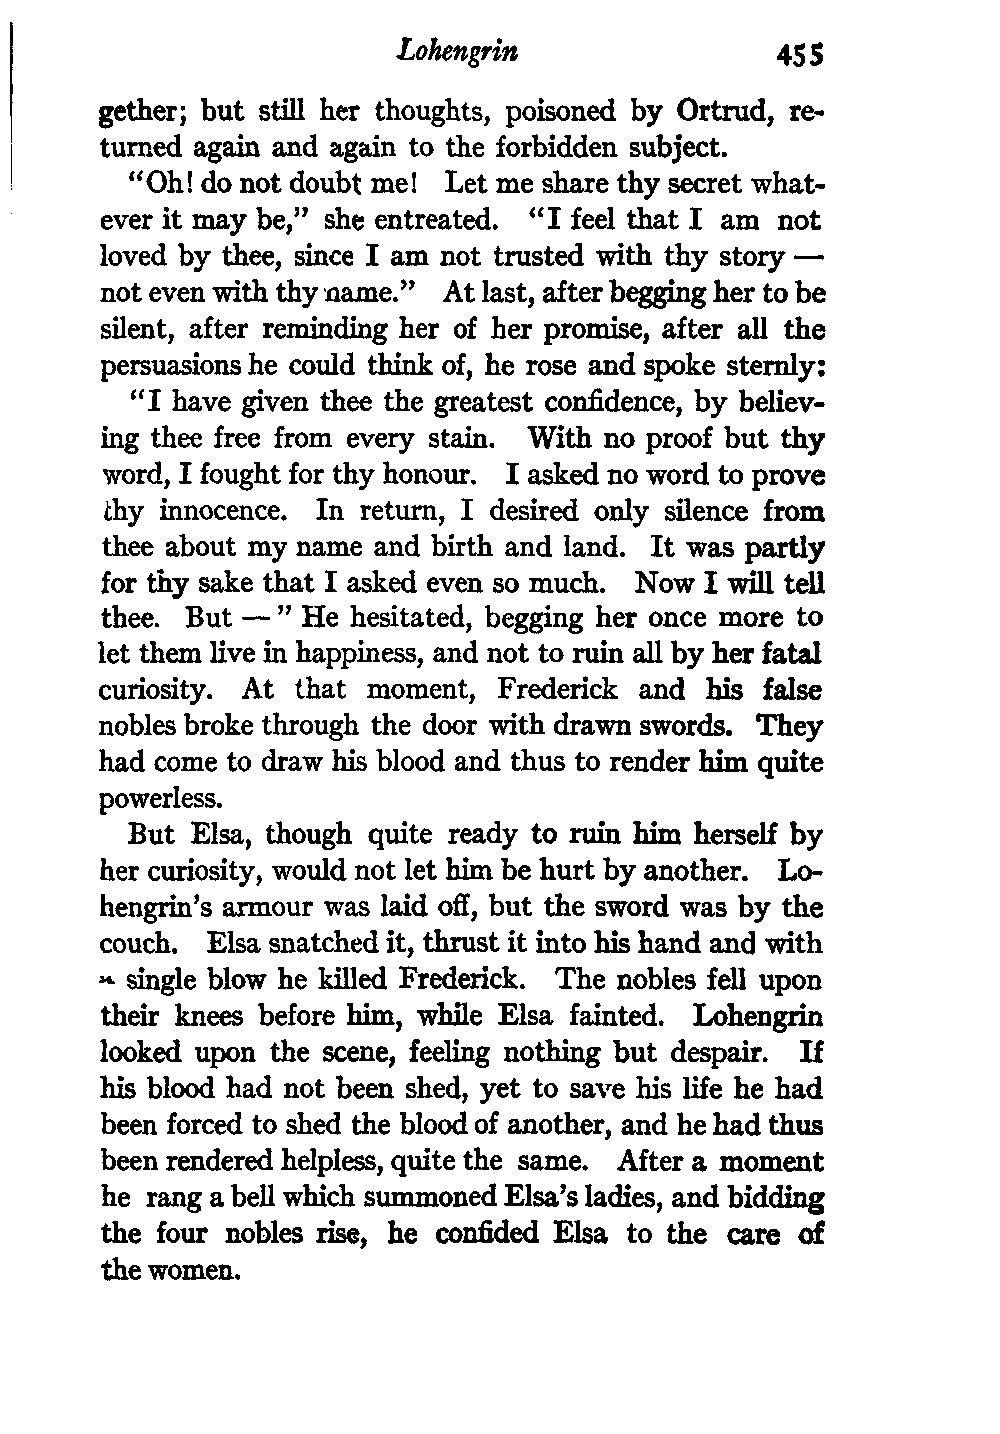 Lohengrin 455
gether; but still her thoughts, poisoned by Ortrud, re-
turned again and again to the forbidden subject.
"Oh! do not doubt me! Let me share thy secret what-
ever it may be," she entreated. "I feel that I am not
loved by thee, since I am not trusted with thy story —
not even with thy name." At last, after begging her to be
silent, after reminding her of her promise, after all the
persuasions he could think of, he rose and spoke sternly:
"I have given thee the greatest confidence, by believ-
ing thee free from every stain. With no proof but thy
word, I fought for thy honour. I asked no word to prove
thy innocence. In return, I desired only silence from
thee about my name and birth and land. It was partly
for thy sake that I asked even so much. Now I will tell
thee. But — " He hesitated, begging her once more to
let them live in happiness, and not to ruin all by her fatal
curiosity. At that moment, Frederick and his false
nobles broke through the door with drawn swords. They
had come to draw his blood and thus to render him quite
powerless.
But Elsa, though quite ready to ruin him herself by
her curiosity, would not let him be hurt by another. Lo-
hengrin's armour was laid off, but the sword was by the
couch. Elsa snatched it, thrust it into his hand and with
a single blow he killed Frederick. The nobles fell upon
their knees before him, while Elsa fainted. Lohengrin
looked upon the scene, feeling nothing but despair. If
his blood had not been shed, yet to save his life he had
been forced to shed the blood of another, and he had thus
been rendered helpless, quite the same. After a moment
he rang a bell which summoned Elsa's ladies, and bidding
the four nobles rise, he confided Elsa to the care of
the women.